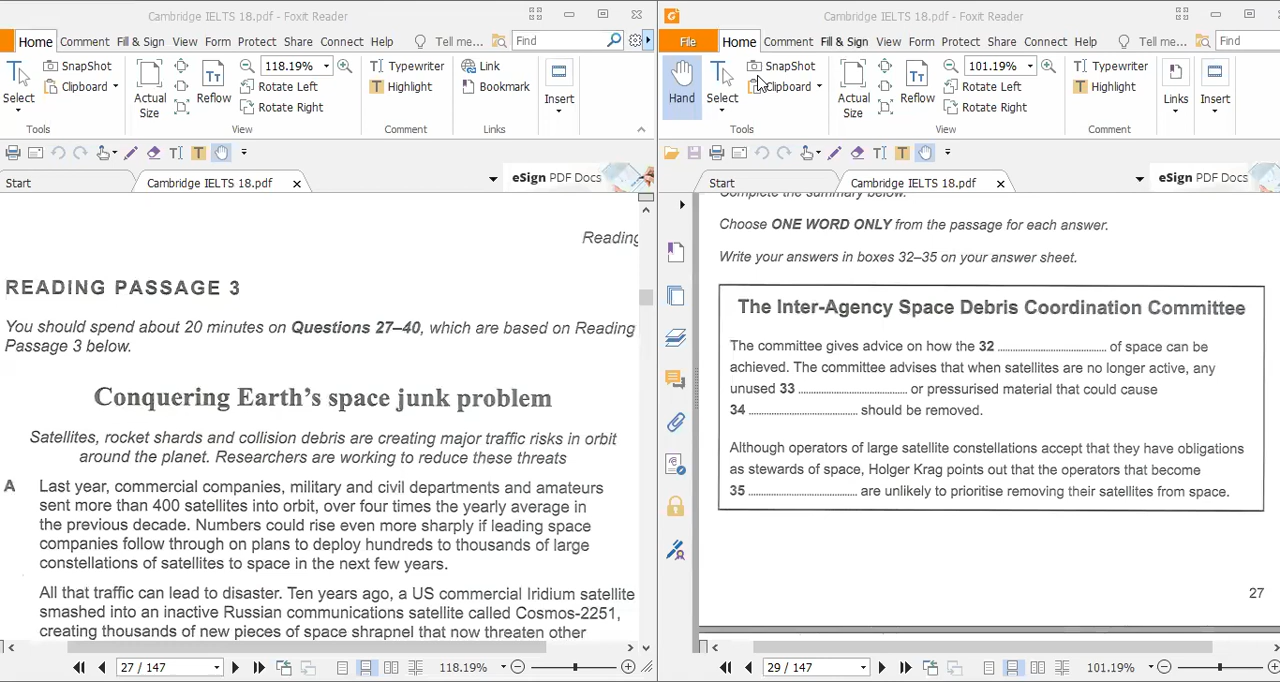 Cambridge IELTS 18.pdf - Foxit Reader
Home Comment Fill & Sign View Form Protect Share Connect Help Tell me... Find
Select
SnapShot
Clipboard
Actual Size
Reflow
118.19%
Rotate Left
Rotate Right
Typewriter
Highlight
Link
Bookmark
Insert
Tools View Comment Links
eSign PDF Docs
Start Cambridge IELTS 18.pdf
Reading
READING PASSAGE 3
You should spend about 20 minutes on Questions 27–40, which are based on Reading
Passage 3 below.
Conquering Earth's space junk problem
Satellites, rocket shards and collision debris are creating major traffic risks in orbit
around the planet. Researchers are working to reduce these threats
A Last year, commercial companies, military and civil departments and amateurs
sent more than 400 satellites into orbit, over four times the yearly average in
the previous decade. Numbers could rise even more sharply if leading space
companies follow through on plans to deploy hundreds to thousands of large
constellations of satellites to space in the next few years.
All that traffic can lead to disaster. Ten years ago, a US commercial Iridium satellite
smashed into an inactive Russian communications satellite called Cosmos-2251,
creating thousands of new pieces of space shrapnel that now threaten other
27 / 147 118.19%
Cambridge IELTS 18.pdf - Foxit Reader
File Home Comment Fill & Sign View Form Protect Share Connect Help Tell me... Find
Hand
Select
SnapShot
Clipboard
Actual Size
Reflow
101.19%
Rotate Left
Rotate Right
Typewriter
Highlight
Links
Insert
Tools View Comment
eSign PDF Docs
Start Cambridge IELTS 18.pdf
Complete the summary below.
Choose ONE WORD ONLY from the passage for each answer.
Write your answers in boxes 32–35 on your answer sheet.
The Inter-Agency Space Debris Coordination Committee
The committee gives advice on how the 32 .................... of space can be
achieved. The committee advises that when satellites are no longer active, any
unused 33 .................... or pressurised material that could cause
34 .................... should be removed.
Although operators of large satellite constellations accept that they have obligations
as stewards of space, Holger Krag points out that the operators that become
35 .................... are unlikely to prioritise removing their satellites from space.
27
29 / 147 101.19%